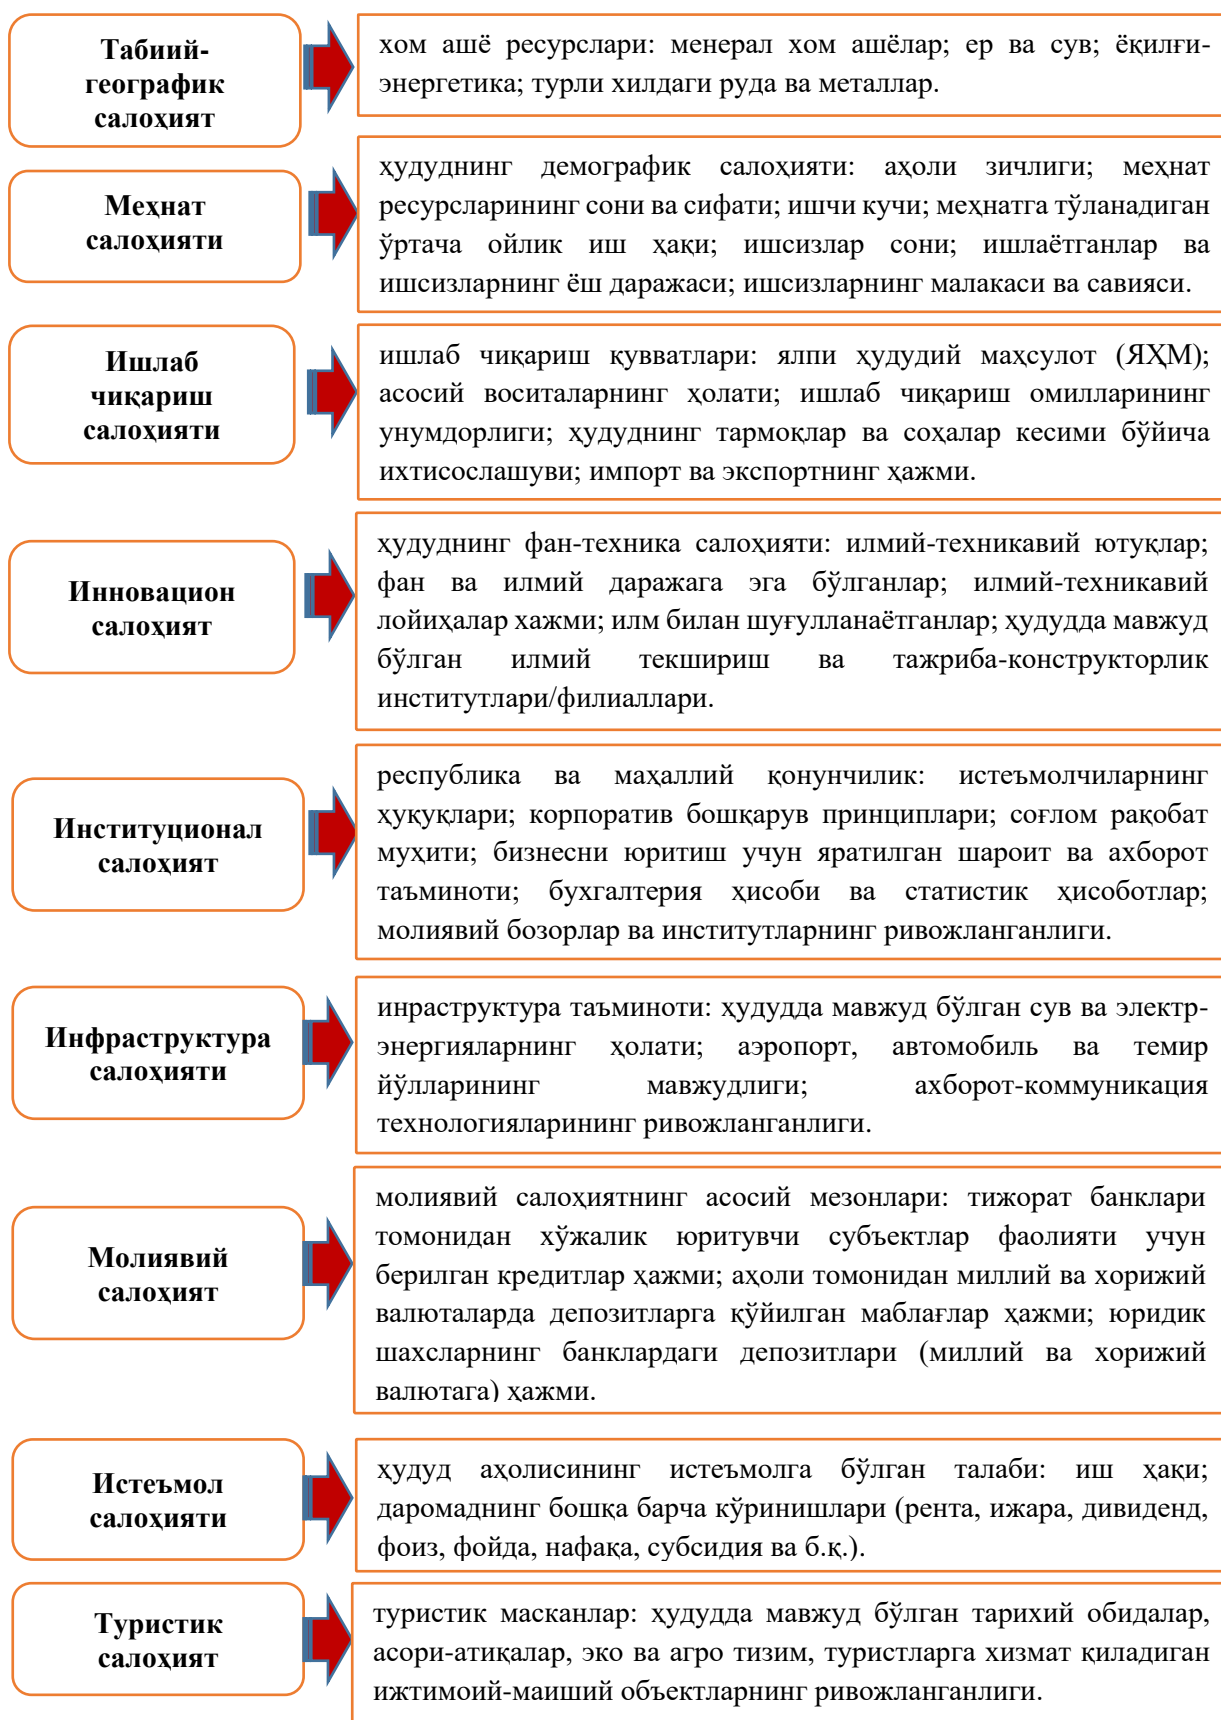 Табиий-
географик
салоҳият
хом ашё ресурслари: менерал хом ашёлар; ер ва сув; ёқилғи-
энергетика; турли хилдаги руда ва металлар.
Меҳнат
салоҳияти
ҳудуднинг демографик салоҳияти: аҳоли зичлиги; меҳнат
ресурсларининг сони ва сифати; ишчи кучи; меҳнатга тўланадиган
ўртача ойлик иш ҳақи; ишсизлар сони; ишлаётганлар ва
ишсизларнинг ёш даражаси; ишсизларнинг малакаси ва савияси.
Ишлаб
чиқариш
салоҳияти
ишлаб чиқариш қувватлари: ялпи ҳудудий маҳсулот (ЯҲМ);
асосий воситаларнинг ҳолати; ишлаб чиқариш омилларининг
унумдорлиги; ҳудуднинг тармоқлар ва соҳалар кесими бўйича
ихтисослашуви; импорт ва экспортнинг ҳажми.
Инновацион
салоҳият
ҳудуднинг фан-техника салоҳияти: илмий-техникавий ютуқлар;
фан ва илмий даражага эга бўлганлар; илмий-техникавий
лойиҳалар хажми; илм билан шуғулланаётганлар; ҳудудда мавжуд
бўлган илмий текшириш ва тажриба-конструкторлик
институтлари/филиаллари.
Институционал
салоҳият
республика ва маҳаллий қонунчилик: истеъмолчиларнинг
ҳуқуқлари; корпоратив бошқарув принциплари; соғлом рақобат
муҳити; бизнесни юритиш учун яратилган шароит ва ахборот
таъминоти; бухгалтерия ҳисоби ва статистик ҳисоботлар;
молиявий бозорлар ва институтларнинг ривожланганлиги.
Инфраструктура
салоҳияти
инраструктура таъминоти: ҳудудда мавжуд бўлган сув ва электр-
энергияларнинг ҳолати; аэропорт, автомобиль ва темир
йўлларининг мавжудлиги; ахборот-коммуникация
технологияларининг ривожланганлиги.
Молиявий
салоҳият
молиявий салоҳиятнинг асосий мезонлари: тижорат банклари
томонидан хўжалик юритувчи субъектлар фаолияти учун
берилган кредитлар ҳажми; аҳоли томонидан миллий ва хорижий
валюталарда депозитларга қўйилган маблағлар ҳажми; юридик
шахсларнинг банклардаги депозитлари (миллий ва хорижий
валютага) ҳажми.
Истеъмол
салоҳияти
ҳудуд аҳолисининг истеъмолга бўлган талаби: иш ҳақи;
даромаднинг бошқа барча кўринишлари (рента, ижара, дивиденд,
фоиз, фойда, нафақа, субсидия ва б.қ.).
Туристик
салоҳият
туристик масканлар: ҳудудда мавжуд бўлган тарихий обидалар,
асори-атиқалар, эко ва агро тизим, туристларга хизмат қиладиган
ижтимоий-маиший объектларнинг ривожланганлиги.